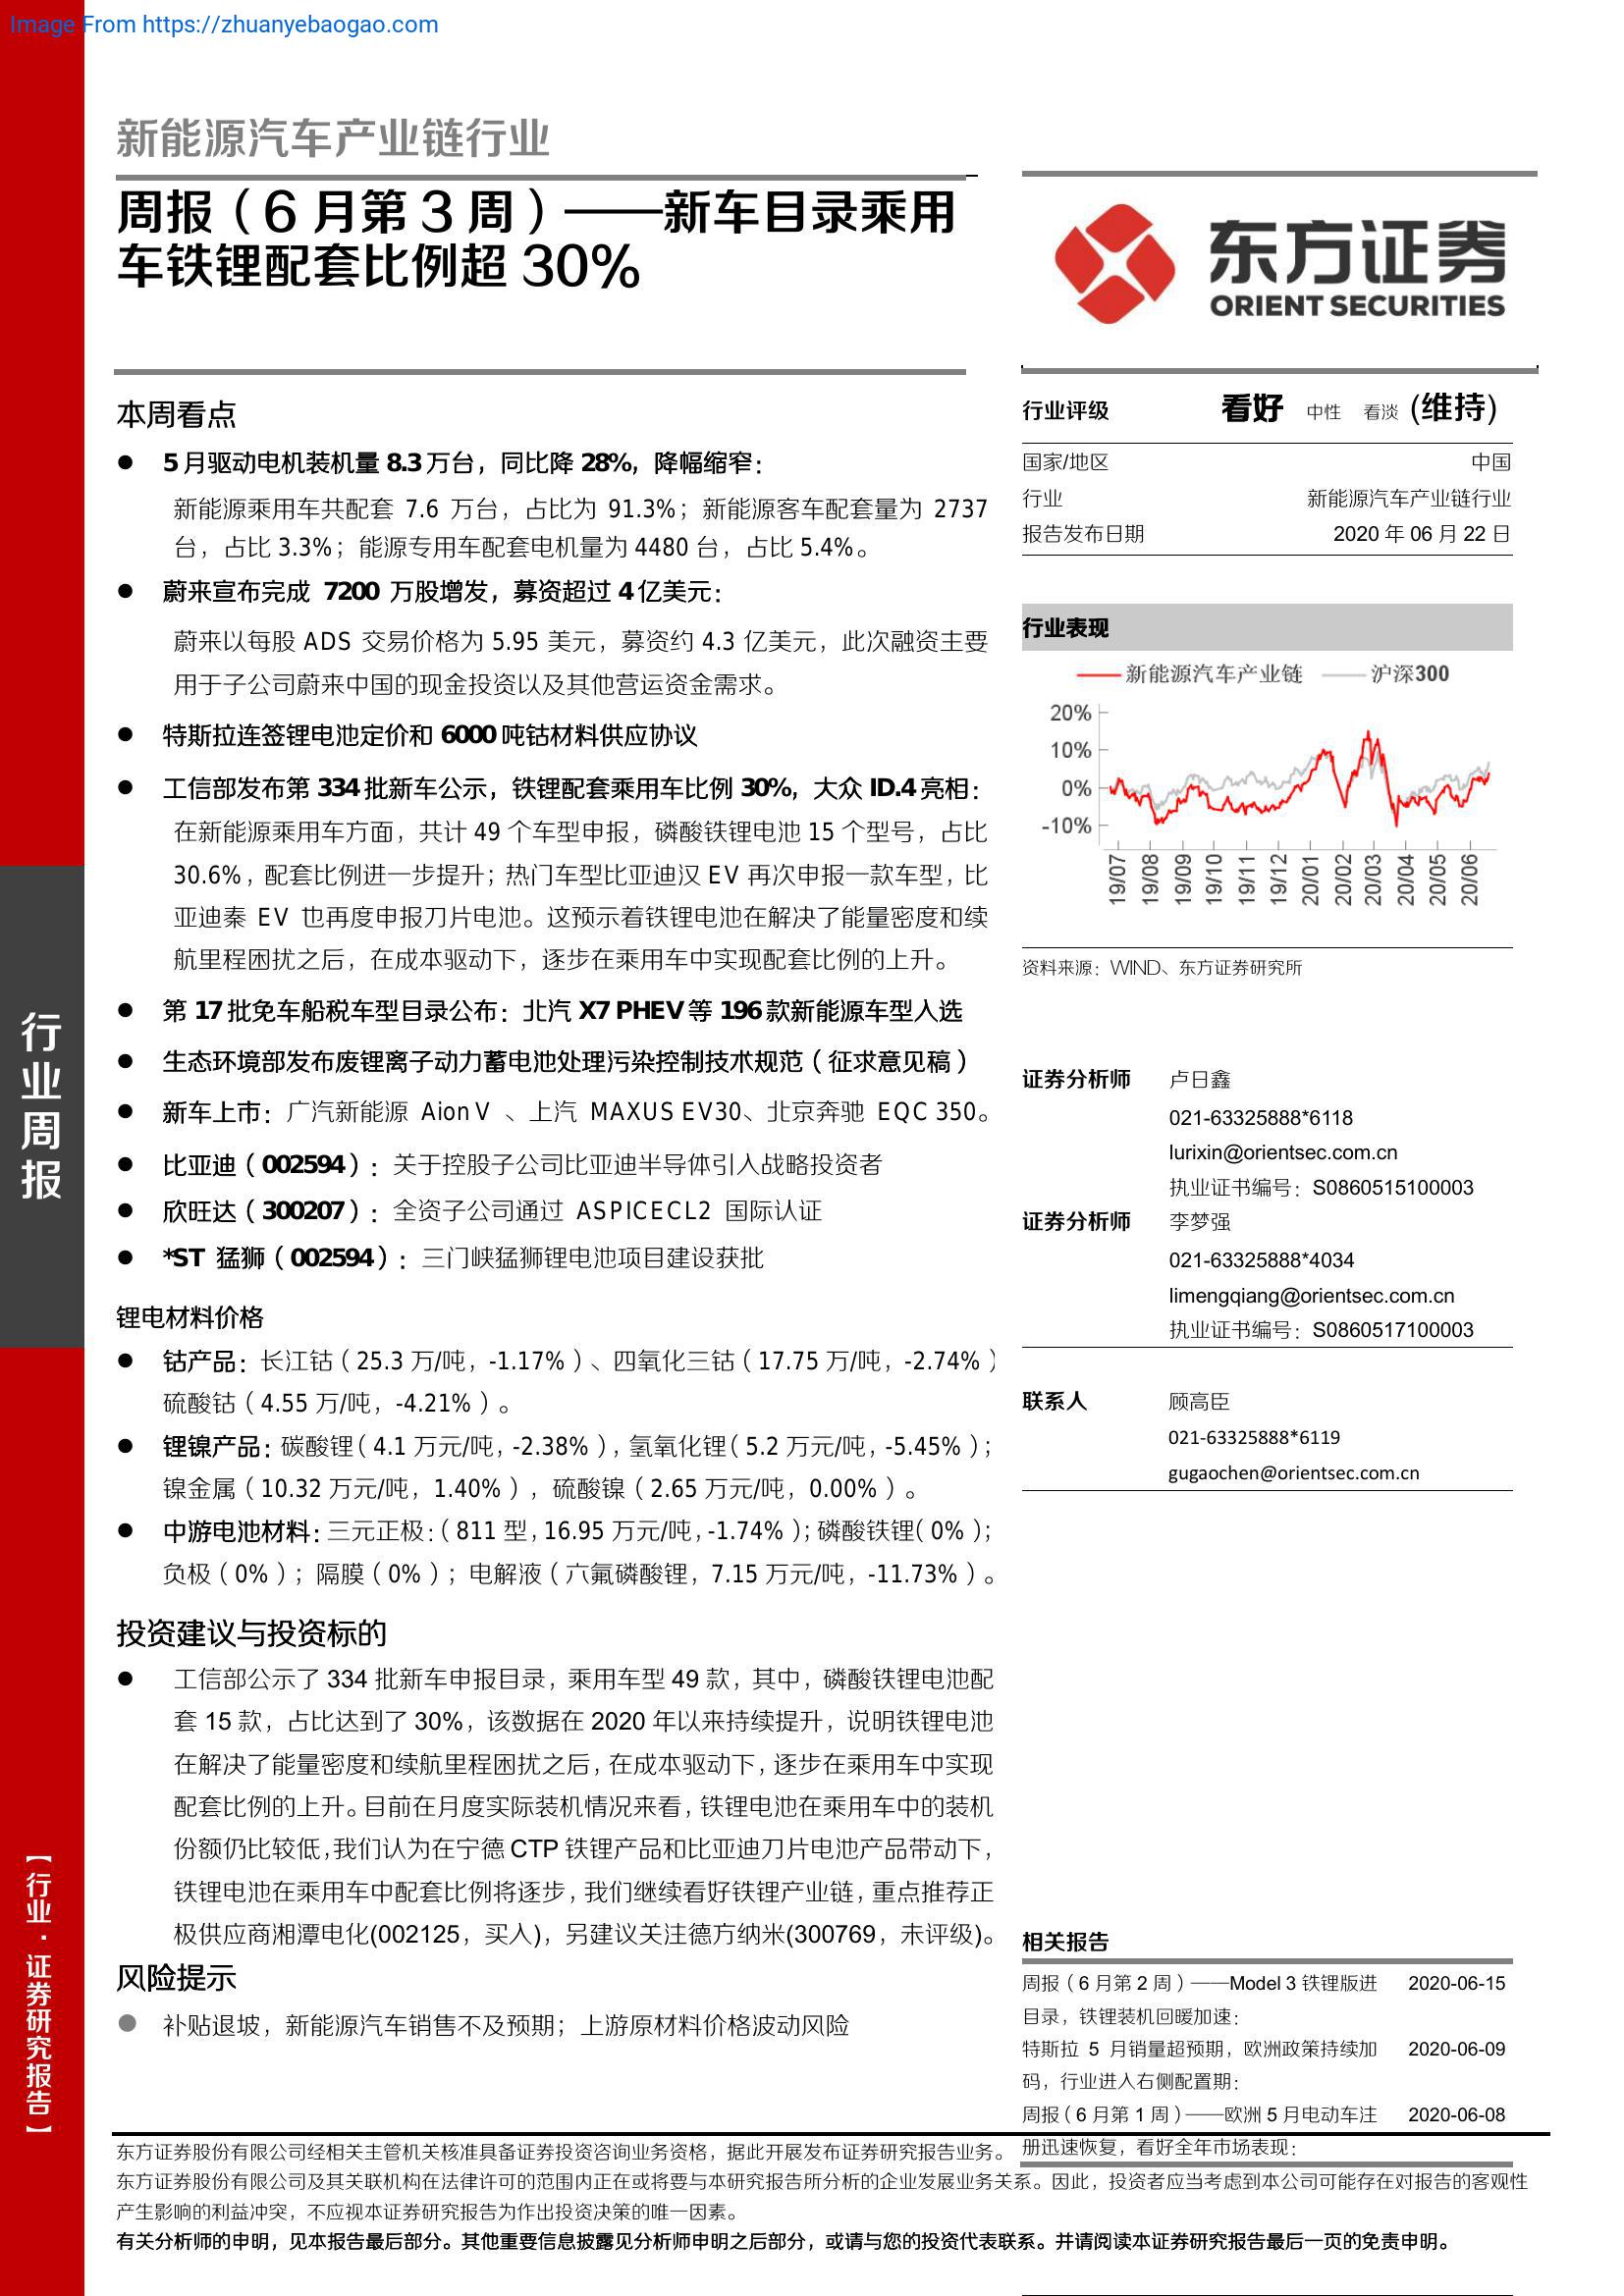 Image From https://zhuanyebaogao.com
新能源汽车产业链行业
周报（6 月第 3 周）——新车目录乘用
车铁锂配套比例超 30%
东方证券
ORIENT SECURITIES
本周看点
● 5 月驱动电机装机量 8.3 万台，同比降 28%，降幅缩窄：
新能源乘用车共配套 7.6 万台，占比为 91.3%；新能源客车配套量为 2737
台，占比 3.3%；能源专用车配套电机量为 4480 台，占比 5.4%。
● 蔚来宣布完成 7200 万股增发，募资超过 4 亿美元：
蔚来以每股 ADS 交易价格为 5.95 美元，募资约 4.3 亿美元，此次融资主要
用于子公司蔚来中国的现金投资以及其他营运资金需求。
● 特斯拉连签锂电池定价和 6000 吨钴材料供应协议
● 工信部发布第 334 批新车公示，铁锂配套乘用车比例 30%，大众 ID.4 亮相：
在新能源乘用车方面，共计 49 个车型申报，磷酸铁锂电池 15 个型号，占比
30.6%，配套比例进一步提升；热门车型比亚迪汉 EV 再次申报一款车型，比
亚迪秦 EV 也再度申报刀片电池。这预示着铁锂电池在解决了能量密度和续
航里程困扰之后，在成本驱动下，逐步在乘用车中实现配套比例的上升。
● 第 17 批免车船税车型目录公布：北汽 X7 PHEV 等 196 款新能源车型入选
● 生态环境部发布废锂离子动力蓄电池处理污染控制技术规范（征求意见稿）
● 新车上市：广汽新能源 Aion V 、上汽 MAXUS EV30、北京奔驰 EQC 350。
● 比亚迪（002594）：关于控股子公司比亚迪半导体引入战略投资者
● 欣旺达（300207）：全资子公司通过 ASPICECL2 国际认证
● *ST 猛狮（002594）：三门峡猛狮锂电池项目建设获批
锂电材料价格
● 钴产品：长江钴（25.3 万/吨，-1.17%）、四氧化三钴（17.75 万/吨，-2.74%）
硫酸钴（4.55 万/吨，-4.21%）。
● 锂镍产品：碳酸锂（4.1 万元/吨，-2.38%），氢氧化锂（5.2 万元/吨，-5.45%）；
镍金属（10.32 万元/吨，1.40%），硫酸镍（2.65 万元/吨，0.00%）。
● 中游电池材料：三元正极：（811 型，16.95 万元/吨，-1.74%）；磷酸铁锂（0%）；
负极（0%）；隔膜（0%）；电解液（六氟磷酸锂，7.15 万元/吨，-11.73%）。
投资建议与投资标的
● 工信部公示了 334 批新车申报目录，乘用车型 49 款，其中，磷酸铁锂电池配
套 15 款，占比达到了 30%，该数据在 2020 年以来持续提升，说明铁锂电池
在解决了能量密度和续航里程困扰之后，在成本驱动下，逐步在乘用车中实现
配套比例的上升。目前在月度实际装机情况来看，铁锂电池在乘用车中的装机
份额仍比较低，我们认为在宁德 CTP 铁锂产品和比亚迪刀片电池产品带动下，
铁锂电池在乘用车中配套比例将逐步，我们继续看好铁锂产业链，重点推荐正
极供应商湘潭电化(002125，买入)，另建议关注德方纳米(300769，未评级)。
风险提示
● 补贴退坡，新能源汽车销售不及预期；上游原材料价格波动风险
行业评级 看好 中性 看淡 (维持)
国家/地区 中国
行业 新能源汽车产业链行业
报告发布日期 2020 年 06 月 22 日
行业表现
新能源汽车产业链 沪深300
20%
10%
0%
-10%
19/07 19/08 19/09 19/10 19/11 19/12 20/01 20/02 20/03 20/04 20/05 20/06
资料来源：WIND、东方证券研究所
证券分析师 卢日鑫
021-63325888*6118
lurixin@orientsec.com.cn
执业证书编号：S0860515100003
证券分析师 李梦强
021-63325888*4034
limengqiang@orientsec.com.cn
执业证书编号：S0860517100003
联系人 顾高臣
021-63325888*6119
gugaochen@orientsec.com.cn
相关报告
周报（6 月第 2 周）——Model 3 铁锂版进 2020-06-15
目录，铁锂装机回暖加速：
特斯拉 5 月销量超预期，欧洲政策持续加 2020-06-09
码，行业进入右侧配置期：
周报（6 月第 1 周）——欧洲 5 月电动车注 2020-06-08
册迅速恢复，看好全年市场表现：
行业周报
【行业·证券研究报告】
东方证券股份有限公司经相关主管机关核准具备证券投资咨询业务资格，据此开展发布证券研究报告业务。
东方证券股份有限公司及其关联机构在法律许可的范围内正在或将要与本研究报告所分析的企业发展业务关系。因此，投资者应当考虑到本公司可能存在对报告的客观性
产生影响的利益冲突，不应视本证券研究报告为作出投资决策的唯一因素。
有关分析师的申明，见本报告最后部分。其他重要信息披露见分析师申明之后部分，或请与您的投资代表联系。并请阅读本证券研究报告最后一页的免责申明。